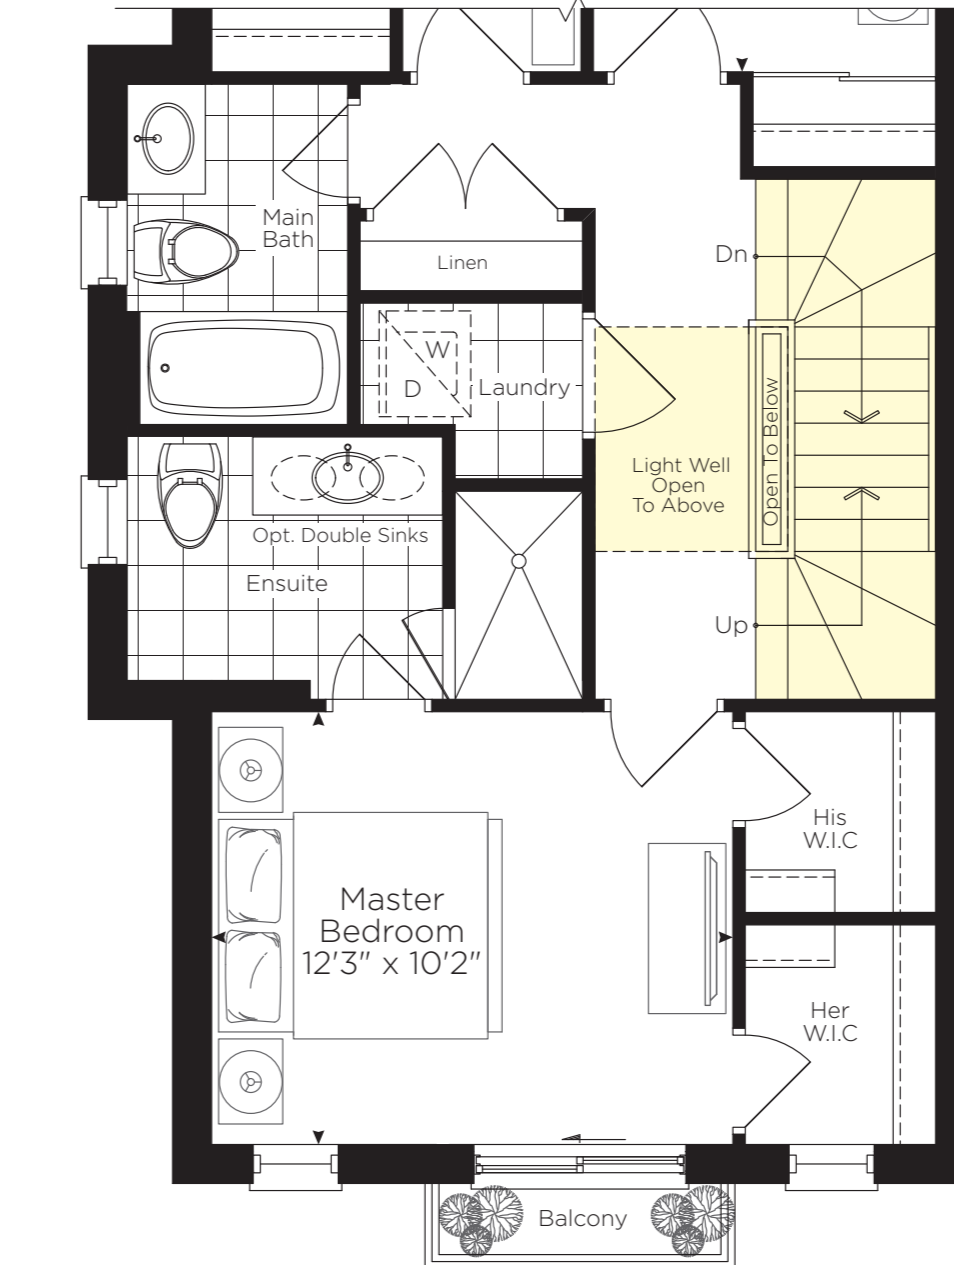 Main
Bath
Linen
Dn
W
D
Laundry
Light Well
Open
To Above
Open To Below
Opt. Double Sinks
Ensuite
Up
His
W.I.C
Master
Bedroom
12'3" x 10'2"
Her
W.I.C
Balcony